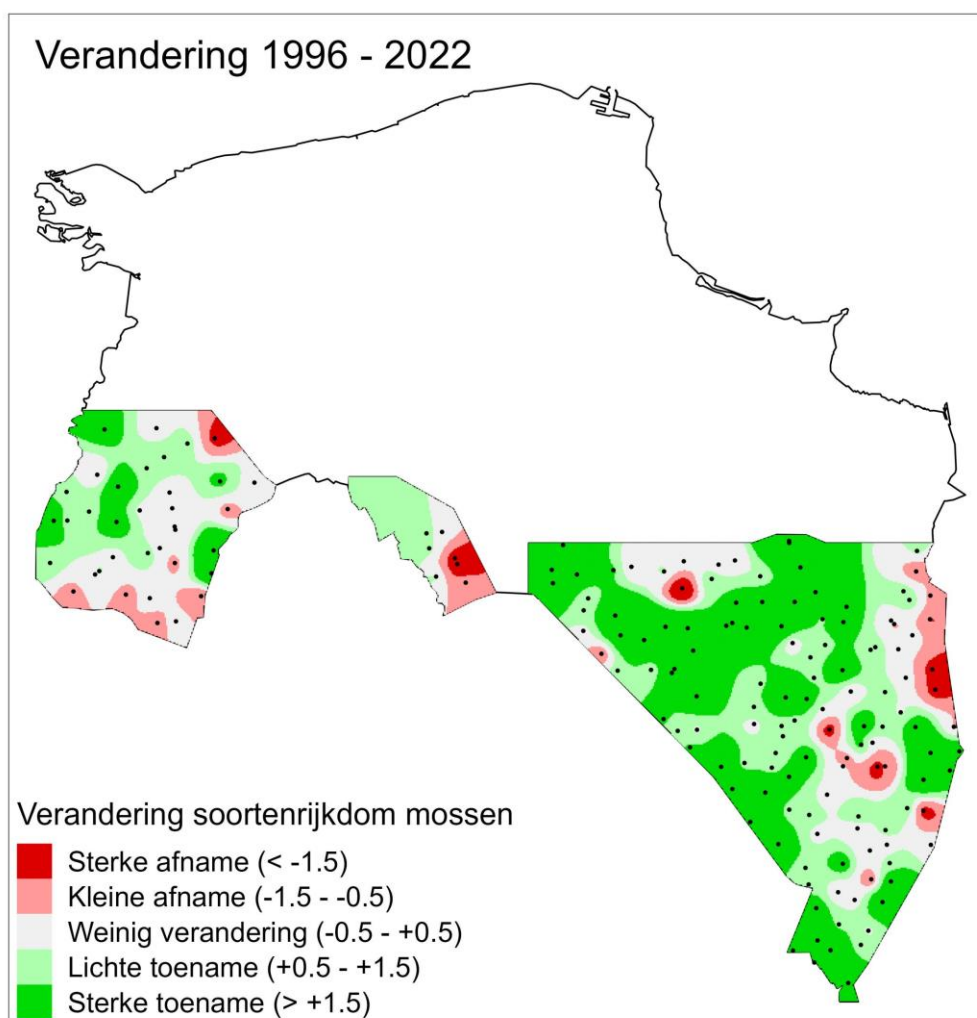 Verandering 1996 - 2022
Verandering soortenrijkdom mossen
Sterke afname (< -1.5)
Kleine afname (-1.5 - -0.5)
Weinig verandering (-0.5 - +0.5)
Lichte toename (+0.5 - +1.5)
Sterke toename (> +1.5)